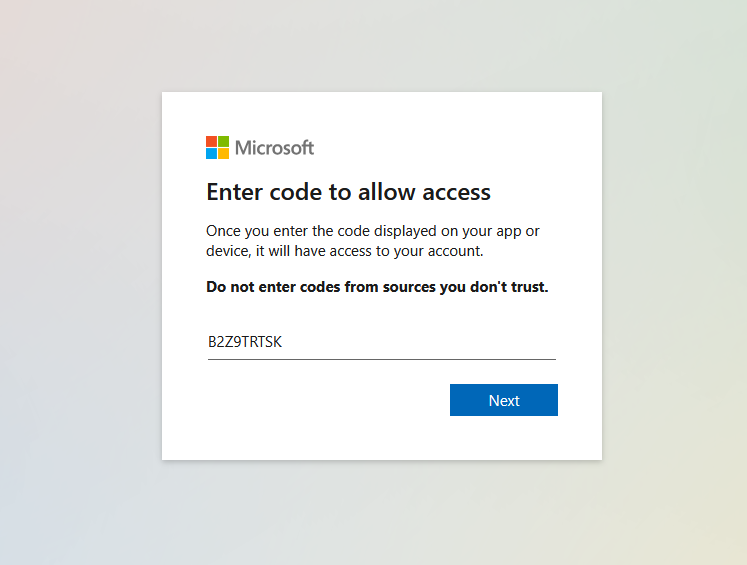 Microsoft
Enter code to allow access
Once you enter the code displayed on your app or
device, it will have access to your account.
Do not enter codes from sources you don't trust.
B2Z9TRTSK
Next